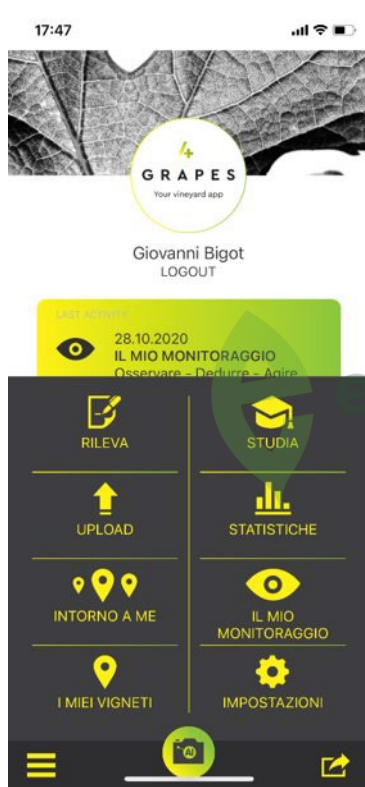 17:47
4
GRAPES
Your vineyard app
Giovanni Bigot
LOGOUT
LAST ACTIVITY
28.10.2020
IL MIO MONITORAGGIO
Osservare - Dedurre - Agire
RILEVA
STUDIA
UPLOAD
STATISTICHE
INTORNO A ME
IL MIO
MONITORAGGIO
I MIEI VIGNETI
IMPOSTAZIONI
AI